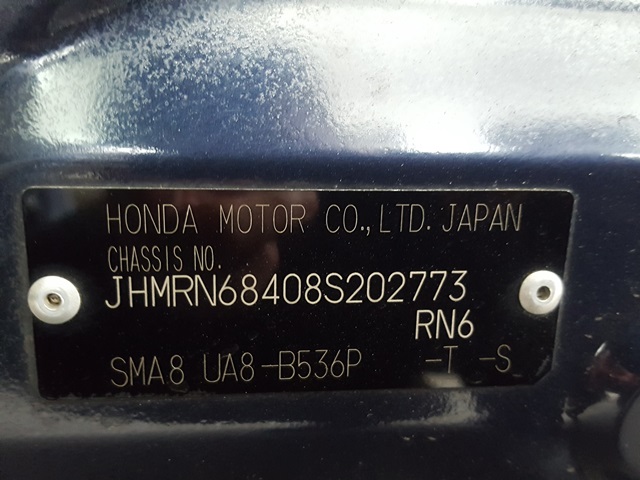 HONDA MOTOR CO.,LTD. JAPAN
CHASSIS NO.
JHMRN68408S202773
RN6
SMA8 UA8-B536P -T -S